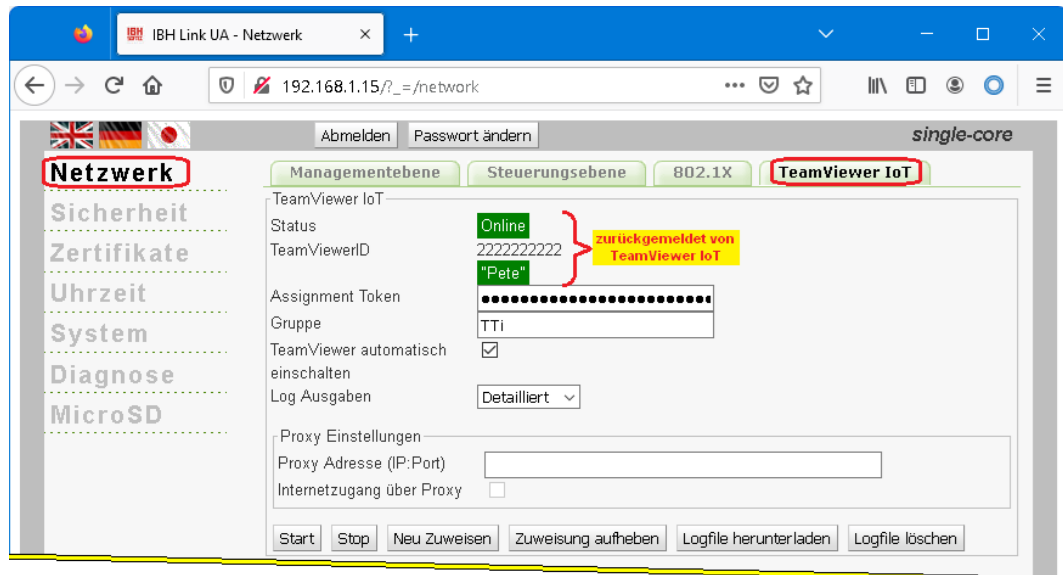 IBH Link UA - Netzwerk
192.168.1.15/?_=/network
Abmelden Passwort ändern single-core
Netzwerk
Sicherheit
Zertifikate
Uhrzeit
System
Diagnose
MicroSD
Managementebene Steuerungsebene 802.1X TeamViewer IoT
TeamViewer IoT
Status Online
TeamViewerID 2222222222
"Pete"
zurückgemeldet von
TeamViewer IoT
Assignment Token
Gruppe TTi
TeamViewer automatisch
einschalten
Log Ausgaben Detailliert
Proxy Einstellungen
Proxy Adresse (IP:Port)
Internetzugang über Proxy
Start Stop Neu Zuweisen Zuweisung aufheben Logfile herunterladen Logfile löschen